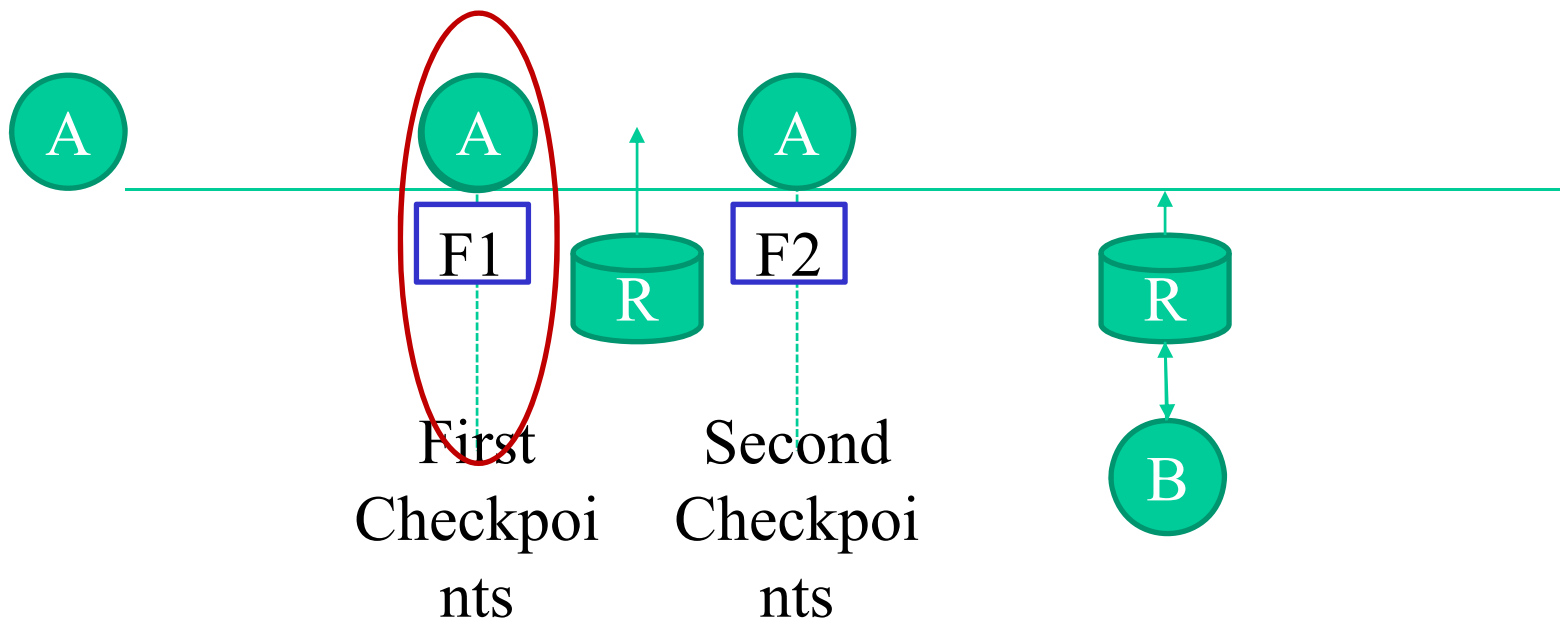 A
A
A
F1
F2
R
R
First
Checkpoi
nts
Second
Checkpoi
nts
B